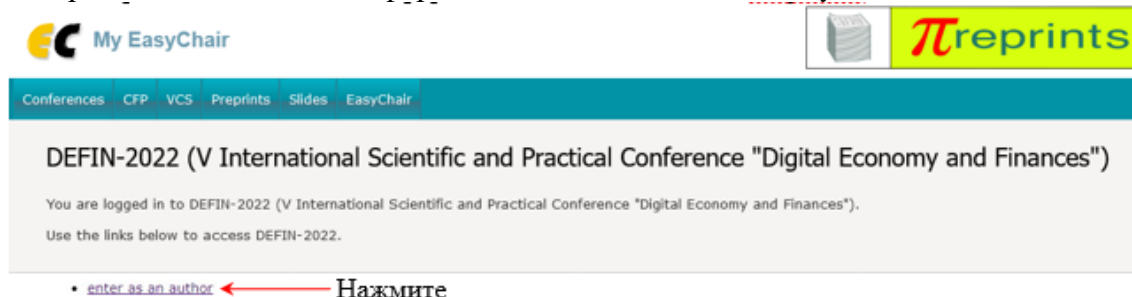 My EasyChair
πreprints
Conferences CFP VCS Preprints Slides EasyChair
DEFIN-2022 (V International Scientific and Practical Conference "Digital Economy and Finances")
You are logged in to DEFIN-2022 (V International Scientific and Practical Conference "Digital Economy and Finances").
Use the links below to access DEFIN-2022.
• enter as an author Нажмите